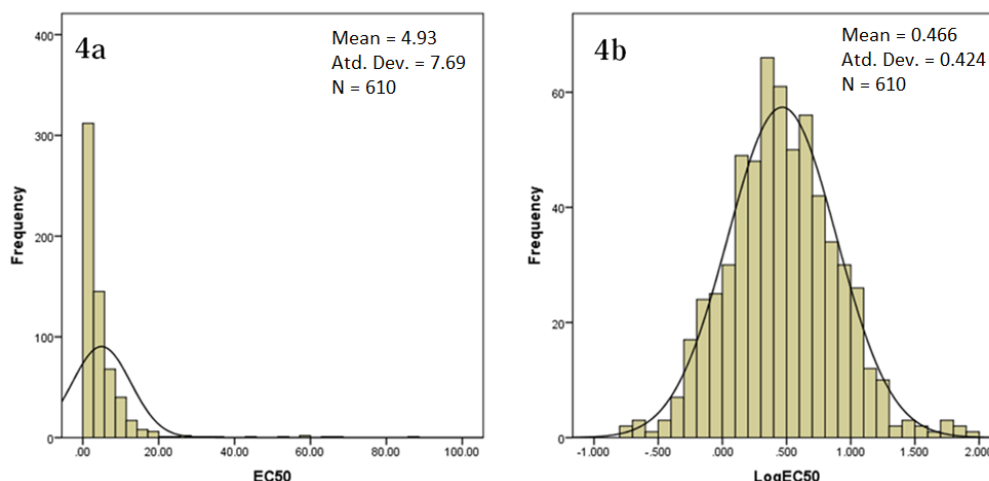 4a
Mean = 4.93
Atd. Dev. = 7.69
N = 610
400
300
200
100
0
Frequency
.00
20.00
40.00
60.00
80.00
100.00
EC50
4b
Mean = 0.466
Atd. Dev. = 0.424
N = 610
60
40
20
0
Frequency
-1.000
-.500
.000
.500
1.000
1.500
2.000
LogEC50